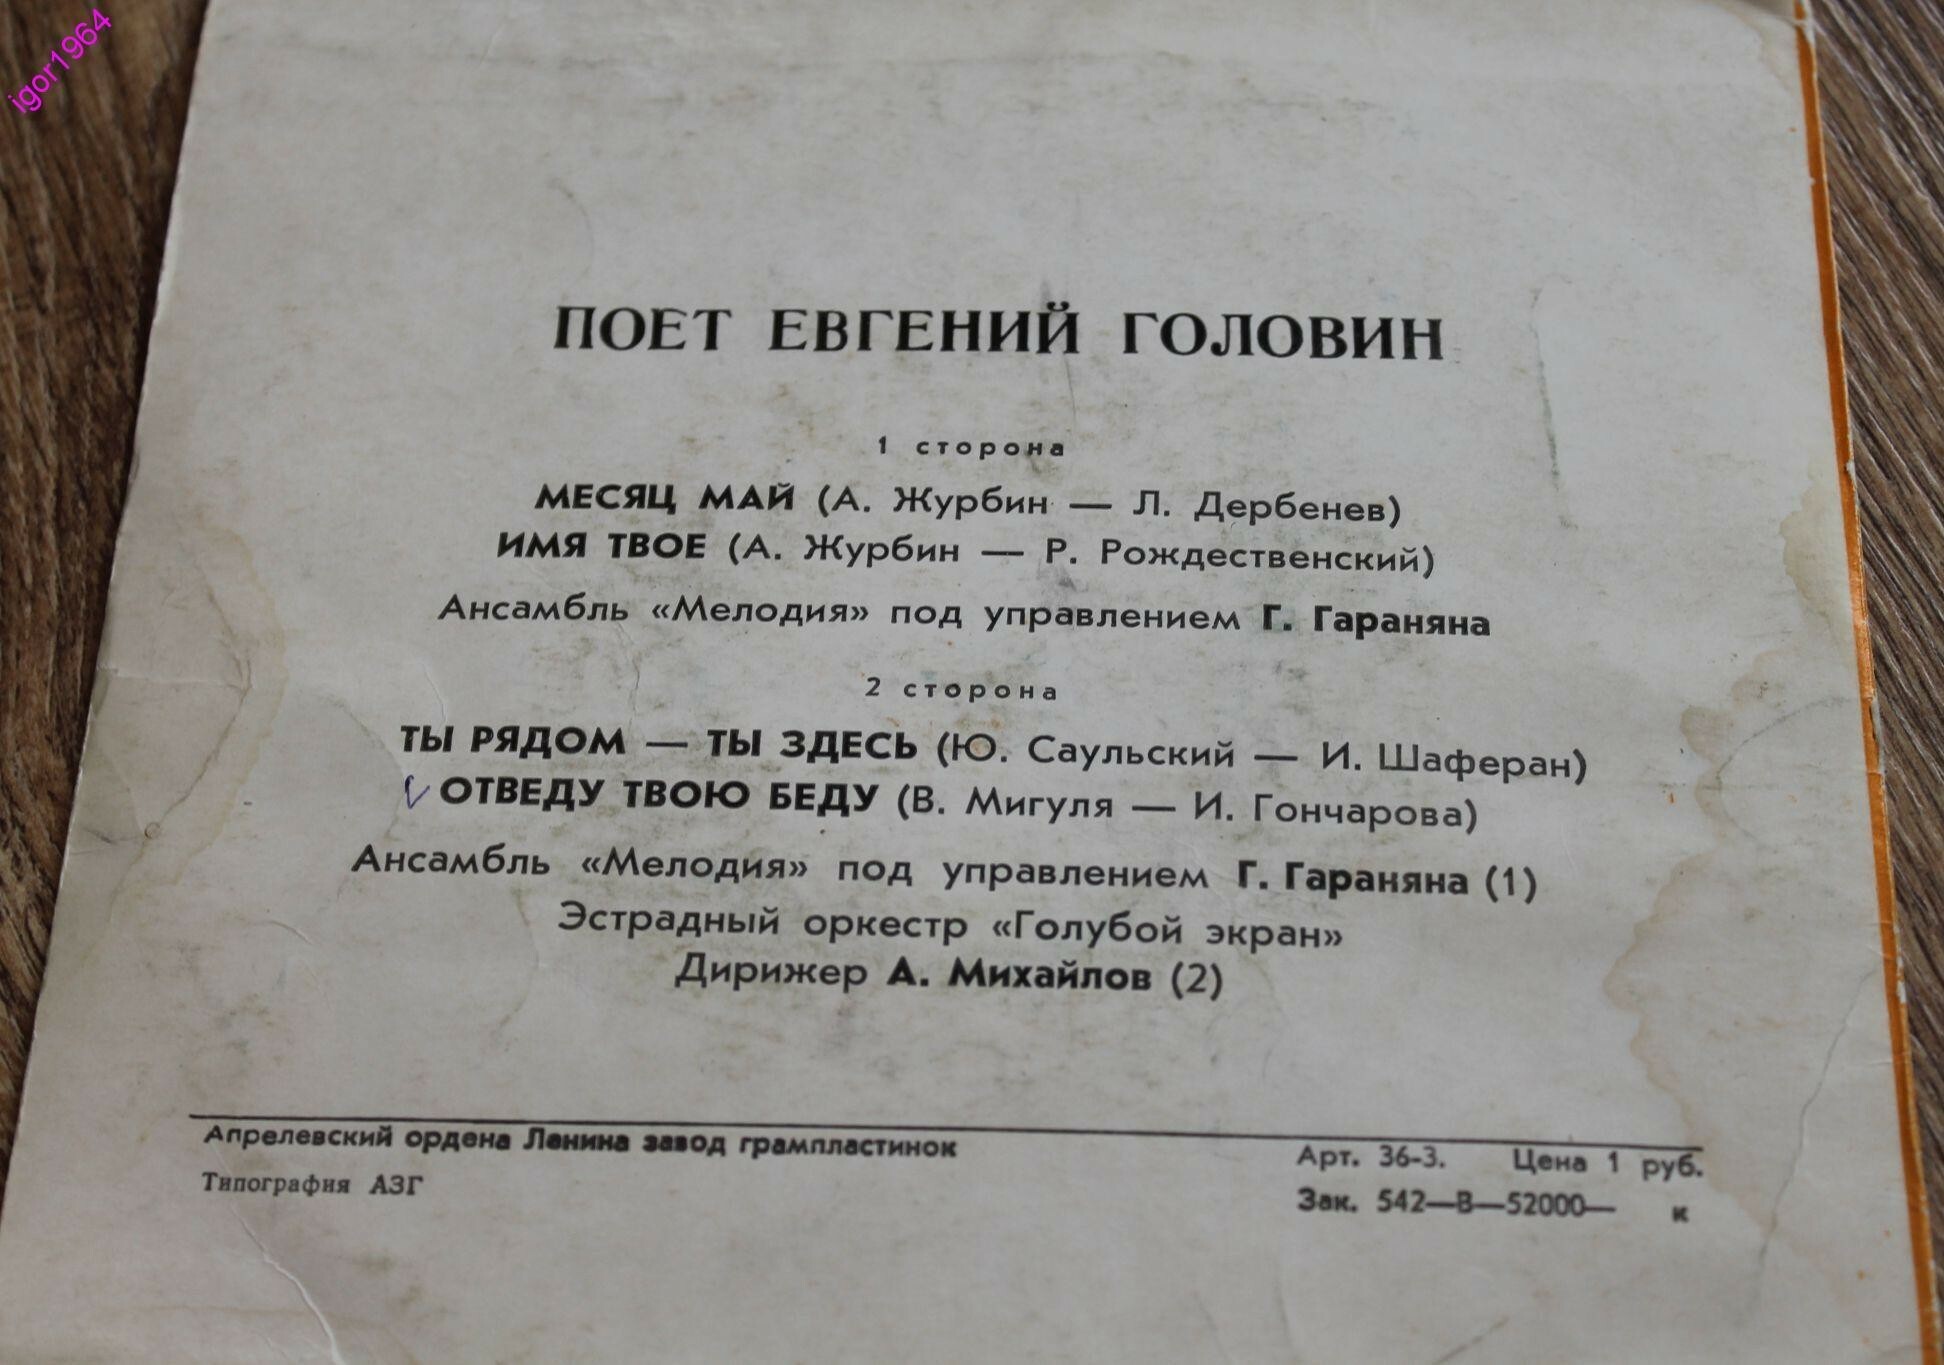 igor1964
ПОЕТ ЕВГЕНИЙ ГОЛОВИН
1 сторона
МЕСЯЦ МАЙ (А. Журбин — Л. Дербенев)
ИМЯ ТВОЕ (А. Журбин — Р. Рождественский)
Ансамбль «Мелодия» под управлением Г. Гараняна
2 сторона
ТЫ РЯДОМ — ТЫ ЗДЕСЬ (Ю. Саульский — И. Шаферан)
ОТВЕДУ ТВОЮ БЕДУ (В. Мигуля — И. Гончарова)
Ансамбль «Мелодия» под управлением Г. Гараняна (1)
Эстрадный оркестр «Голубой экран»
Дирижер А. Михайлов (2)
Апрелевский ордена Ленина завод грампластинок
Арт. 36-3. Цена 1 руб.
Типография АЗГ
Зак. 542—В—52000— к